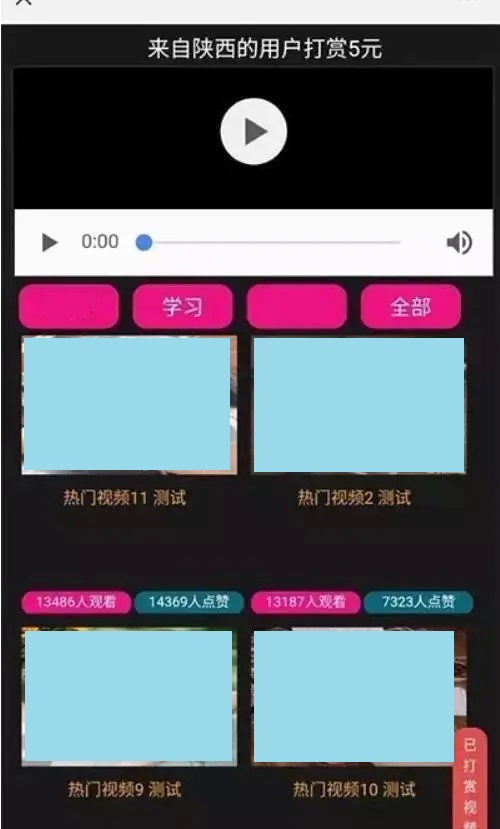 来自陕西的用户打赏5元
0:00
学习 全部
热门视频11 测试 热门视频2 测试
13486人观看 14369人点赞 13187人观看 7323人点赞
热门视频9 测试 热门视频10 测试
已打赏视频